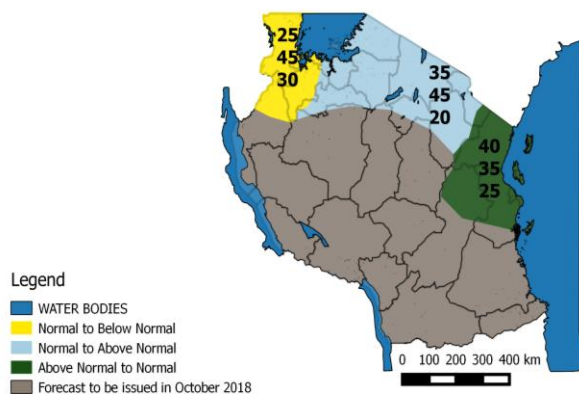 25
45
30
35
45
20
40
35
25
Legend
WATER BODIES
Normal to Below Normal
Normal to Above Normal
Above Normal to Normal
Forecast to be issued in October 2018
0 100 200 300 400 km